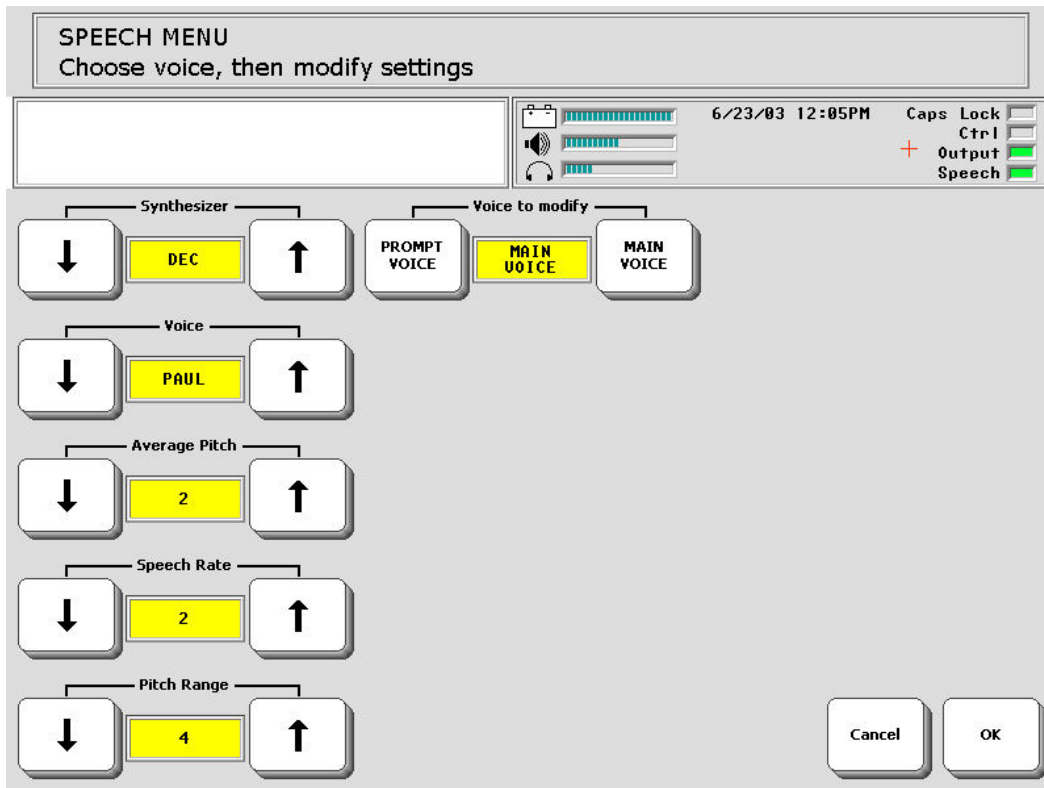 SPEECH MENU
Choose voice, then modify settings
6/23/03 12:05PM
Caps Lock
Ctrl
Output
Speech
Synthesizer
DEC
Voice to modify
PROMPT
VOICE
MAIN
VOICE
MAIN
VOICE
Voice
PAUL
Average Pitch
2
Speech Rate
2
Pitch Range
4
Cancel
OK